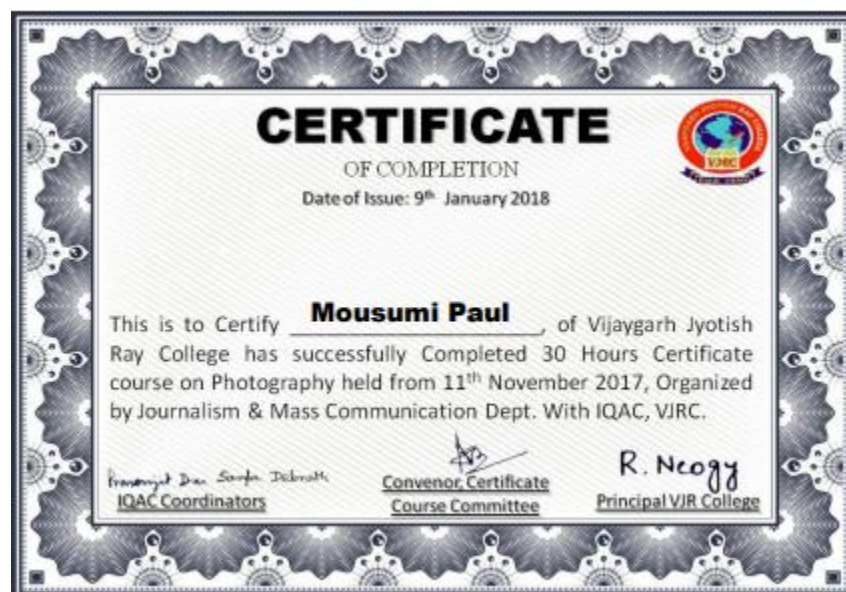 CERTIFICATE
OF COMPLETION
Date of Issue: 9th January 2018
VJRC
Mousumi Paul
This is to Certify ____________________, of Vijaygarh Jyotish
Ray College has successfully Completed 30 Hours Certificate
course on Photography held from 11th November 2017, Organized
by Journalism & Mass Communication Dept. With IQAC, VJRC.
R. Neogy
IQAC Coordinators
Convenor, Certificate
Course Committee
Principal VJR College